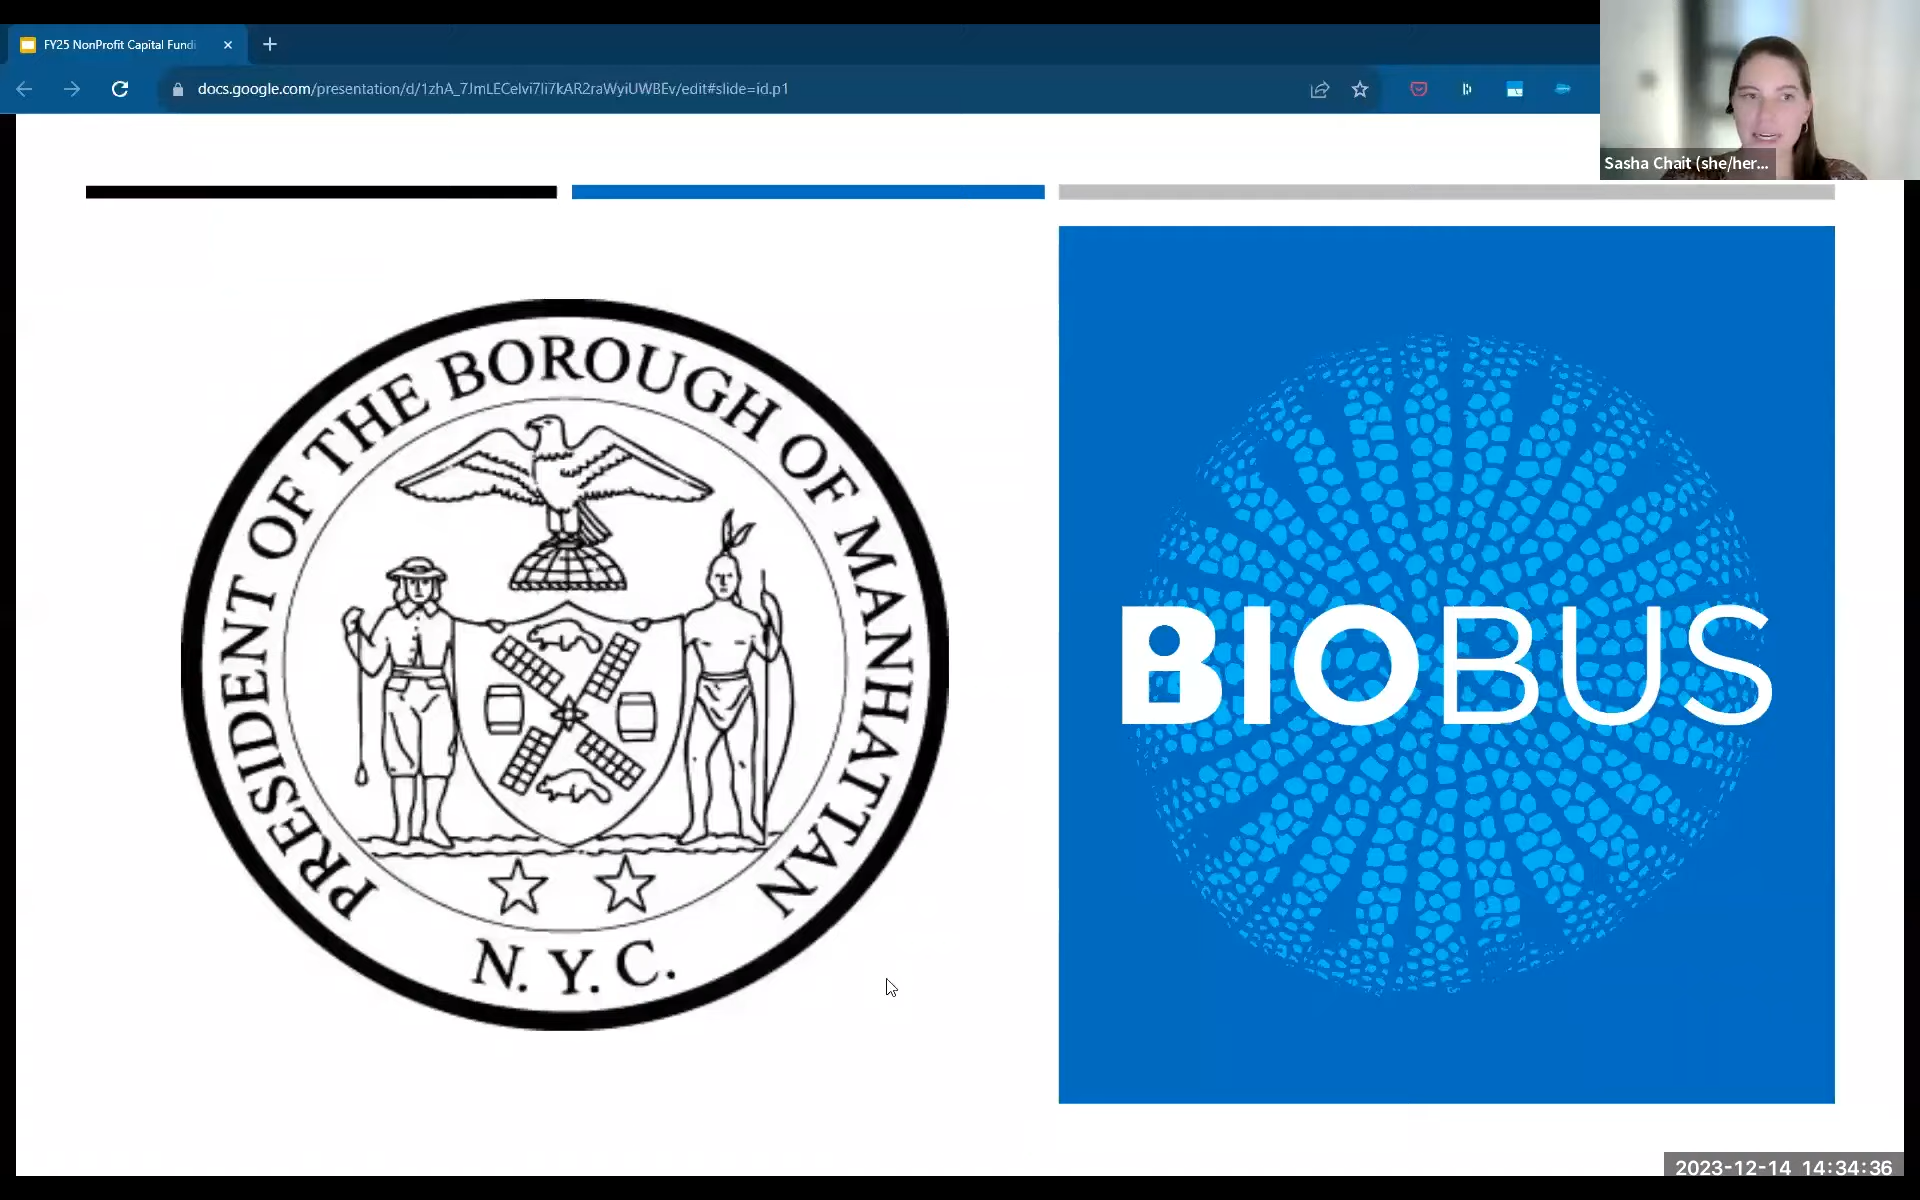 FY25 NonProfit Capital Fundi
docs.google.com/presentation/d/1zhA_7JmLECelvi7li7kAR2raWyiUWBEv/edit#slide=id.p1
Sasha Chait (she/her...
PRESIDENT OF THE BOROUGH OF MANHATTAN
N.Y.C.
BIOBUS
2023-12-14 14:34:36